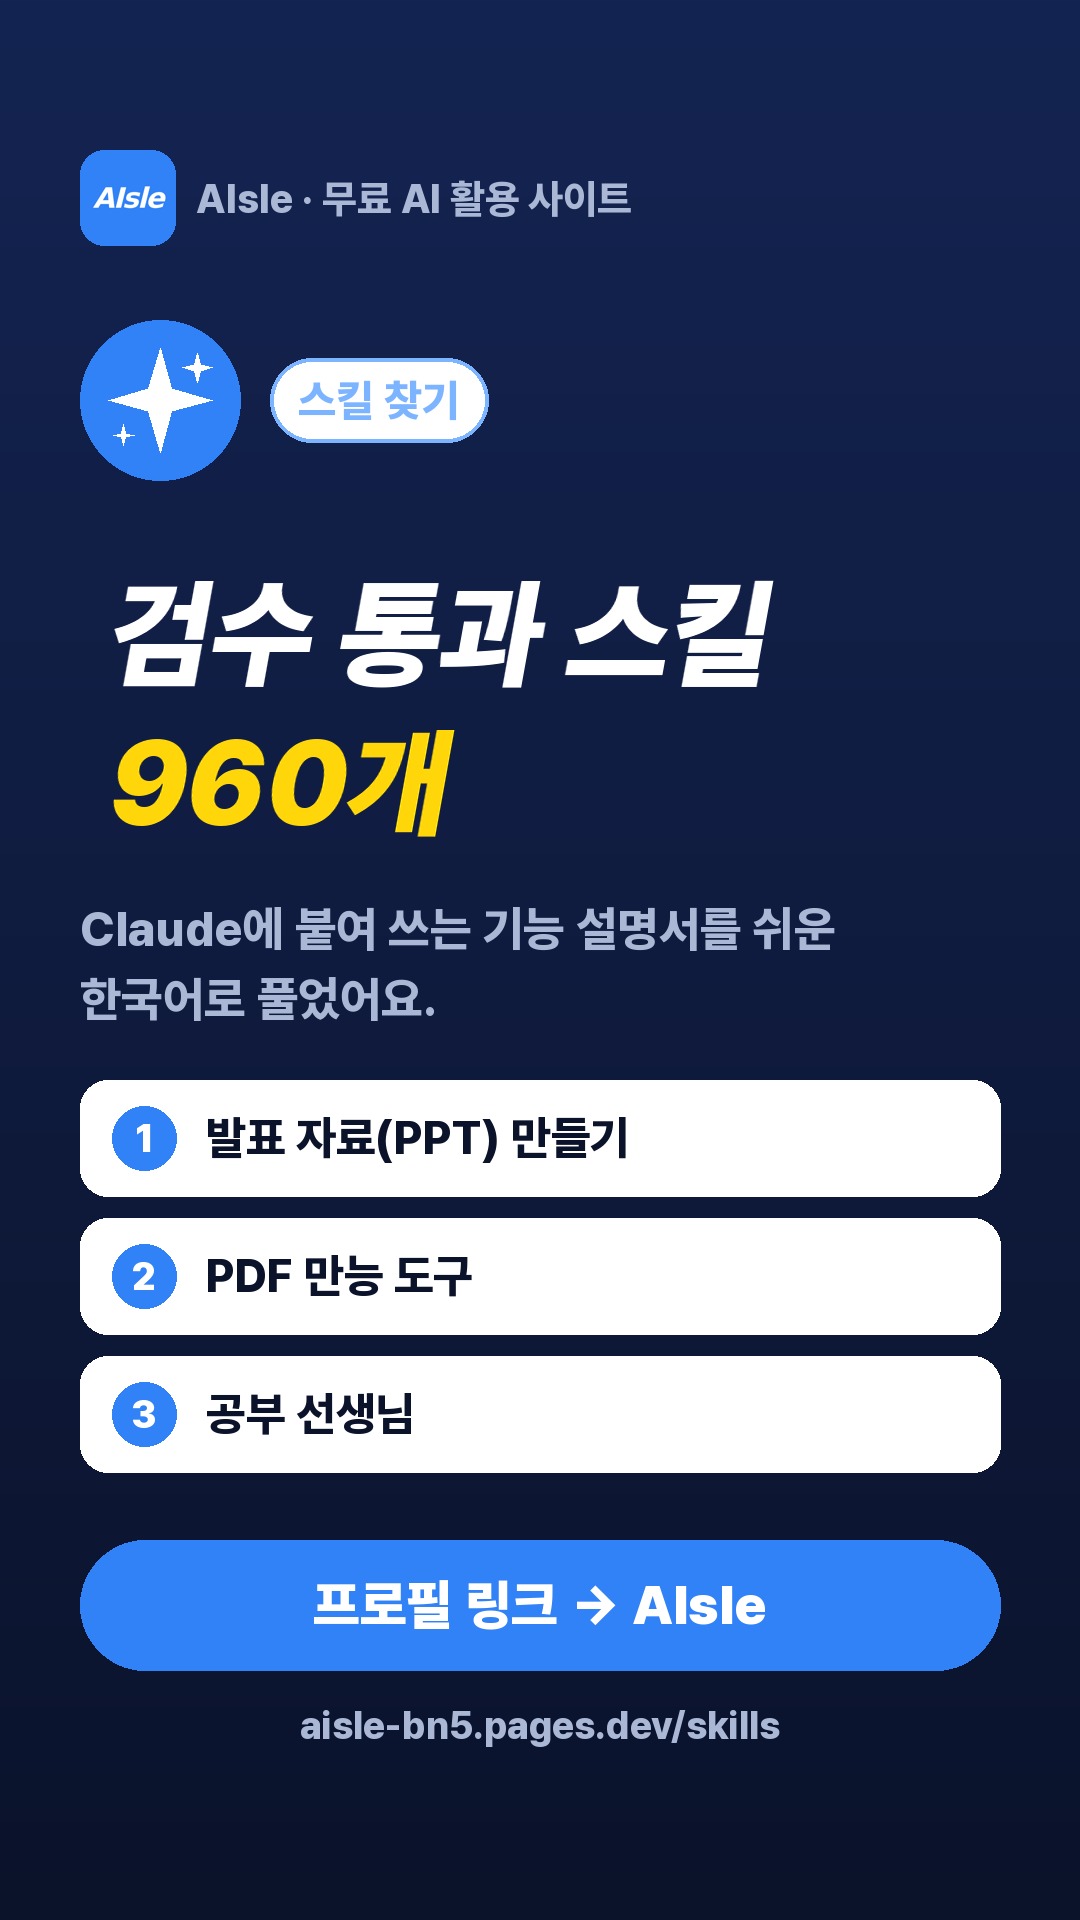 AIsle
AIsle · 무료 AI 활용 사이트
스킬 찾기
검수 통과 스킬
960개
Claude에 붙여 쓰는 기능 설명서를 쉬운
한국어로 풀었어요.
1 발표 자료(PPT) 만들기
2 PDF 만능 도구
3 공부 선생님
프로필 링크 → AIsle
aisle-bn5.pages.dev/skills